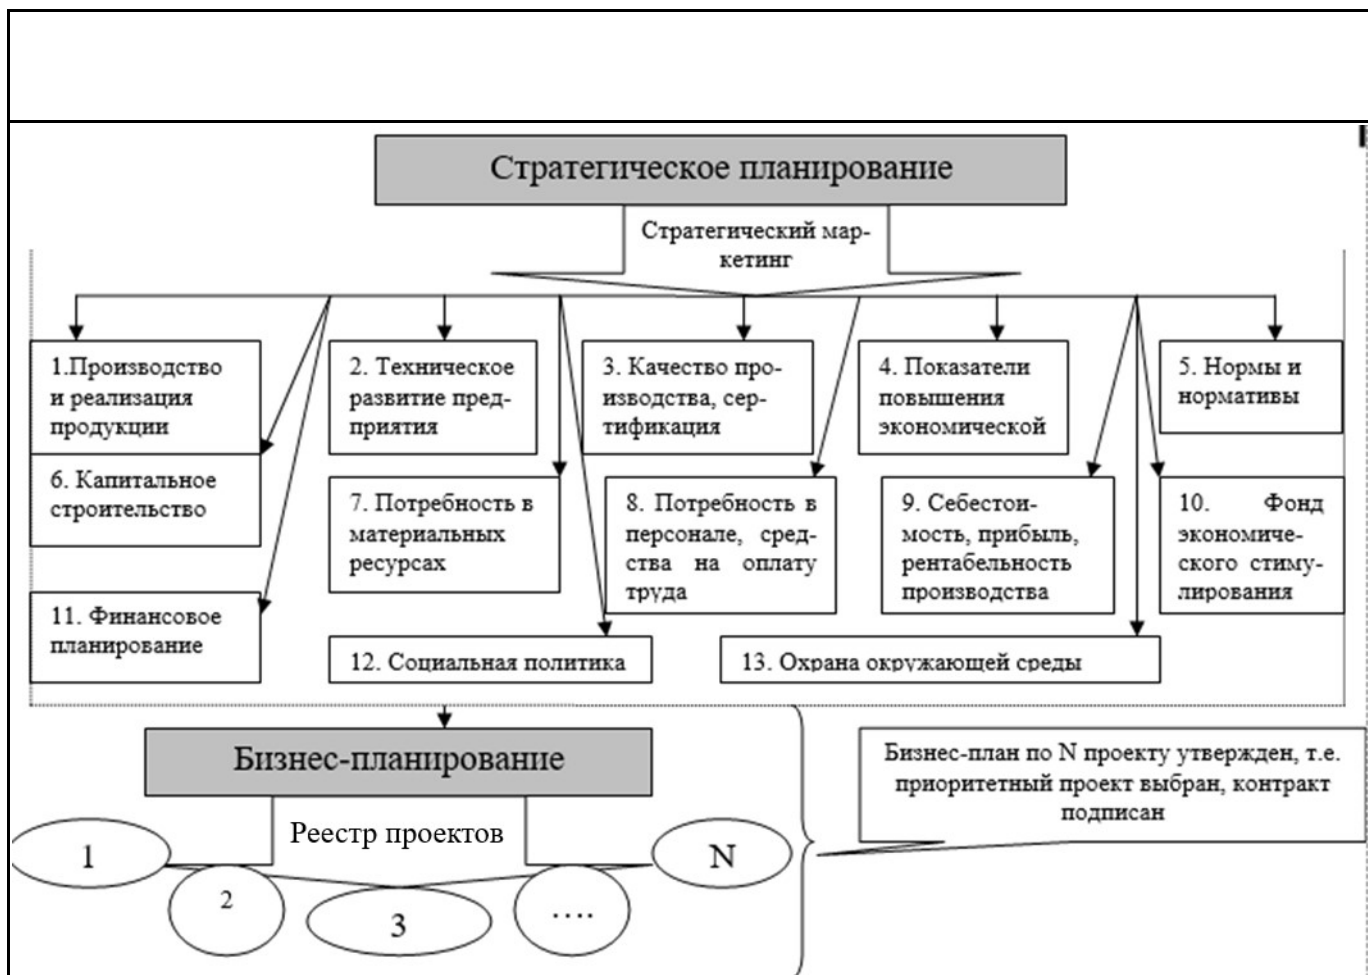 Стратегическое планирование
Стратегический мар-
кетинг
1.Производство
и реализация
продукции
2. Техническое
развитие пред-
приятия
3. Качество про-
изводства, сер-
тификация
4. Показатели
повышения
экономической
5. Нормы и
нормативы
6. Капитальное
строительство
7. Потребность в
материальных
ресурсах
8. Потребность в
персонале, сред-
ства на оплату
труда
9. Себестои-
мость, прибыль,
рентабельность
производства
10. Фонд
экономиче-
ского стиму-
лирования
11. Финансовое
планирование
12. Социальная политика
13. Охрана окружающей среды
Бизнес-планирование
Бизнес-план по N проекту утвержден, т.е.
приоритетный проект выбран, контракт
подписан
Реестр проектов
1
2
3
....
N